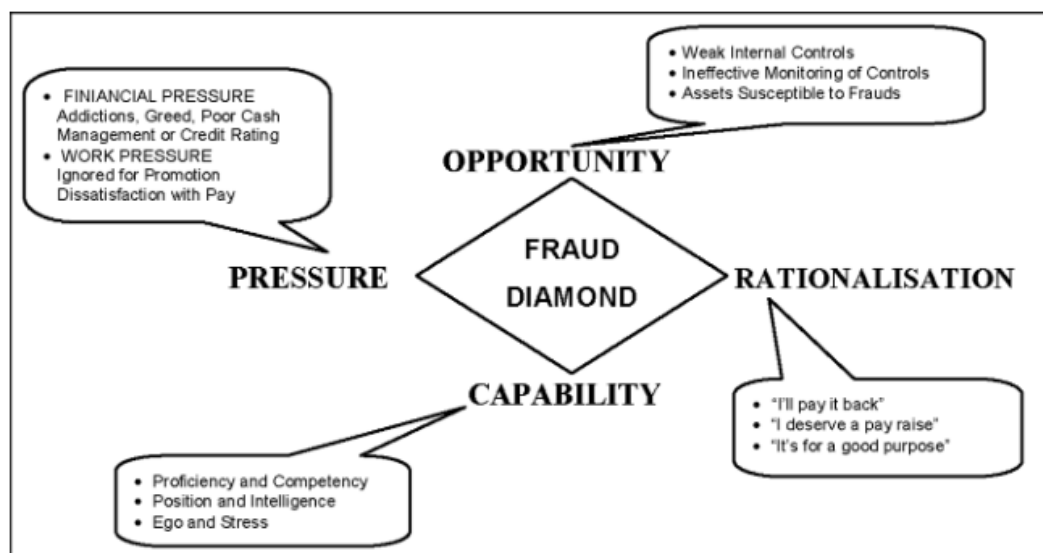 • Weak Internal Controls
• Ineffective Monitoring of Controls
• Assets Susceptible to Frauds
• FINIANCIAL PRESSURE
Addictions, Greed, Poor Cash
Management or Credit Rating
• WORK PRESSURE
Ignored for Promotion
Dissatisfaction with Pay
OPPORTUNITY
FRAUD
DIAMOND
PRESSURE
RATIONALISATION
CAPABILITY
• "I'll pay it back"
• "I deserve a pay raise"
• "It's for a good purpose"
• Proficiency and Competency
• Position and Intelligence
• Ego and Stress